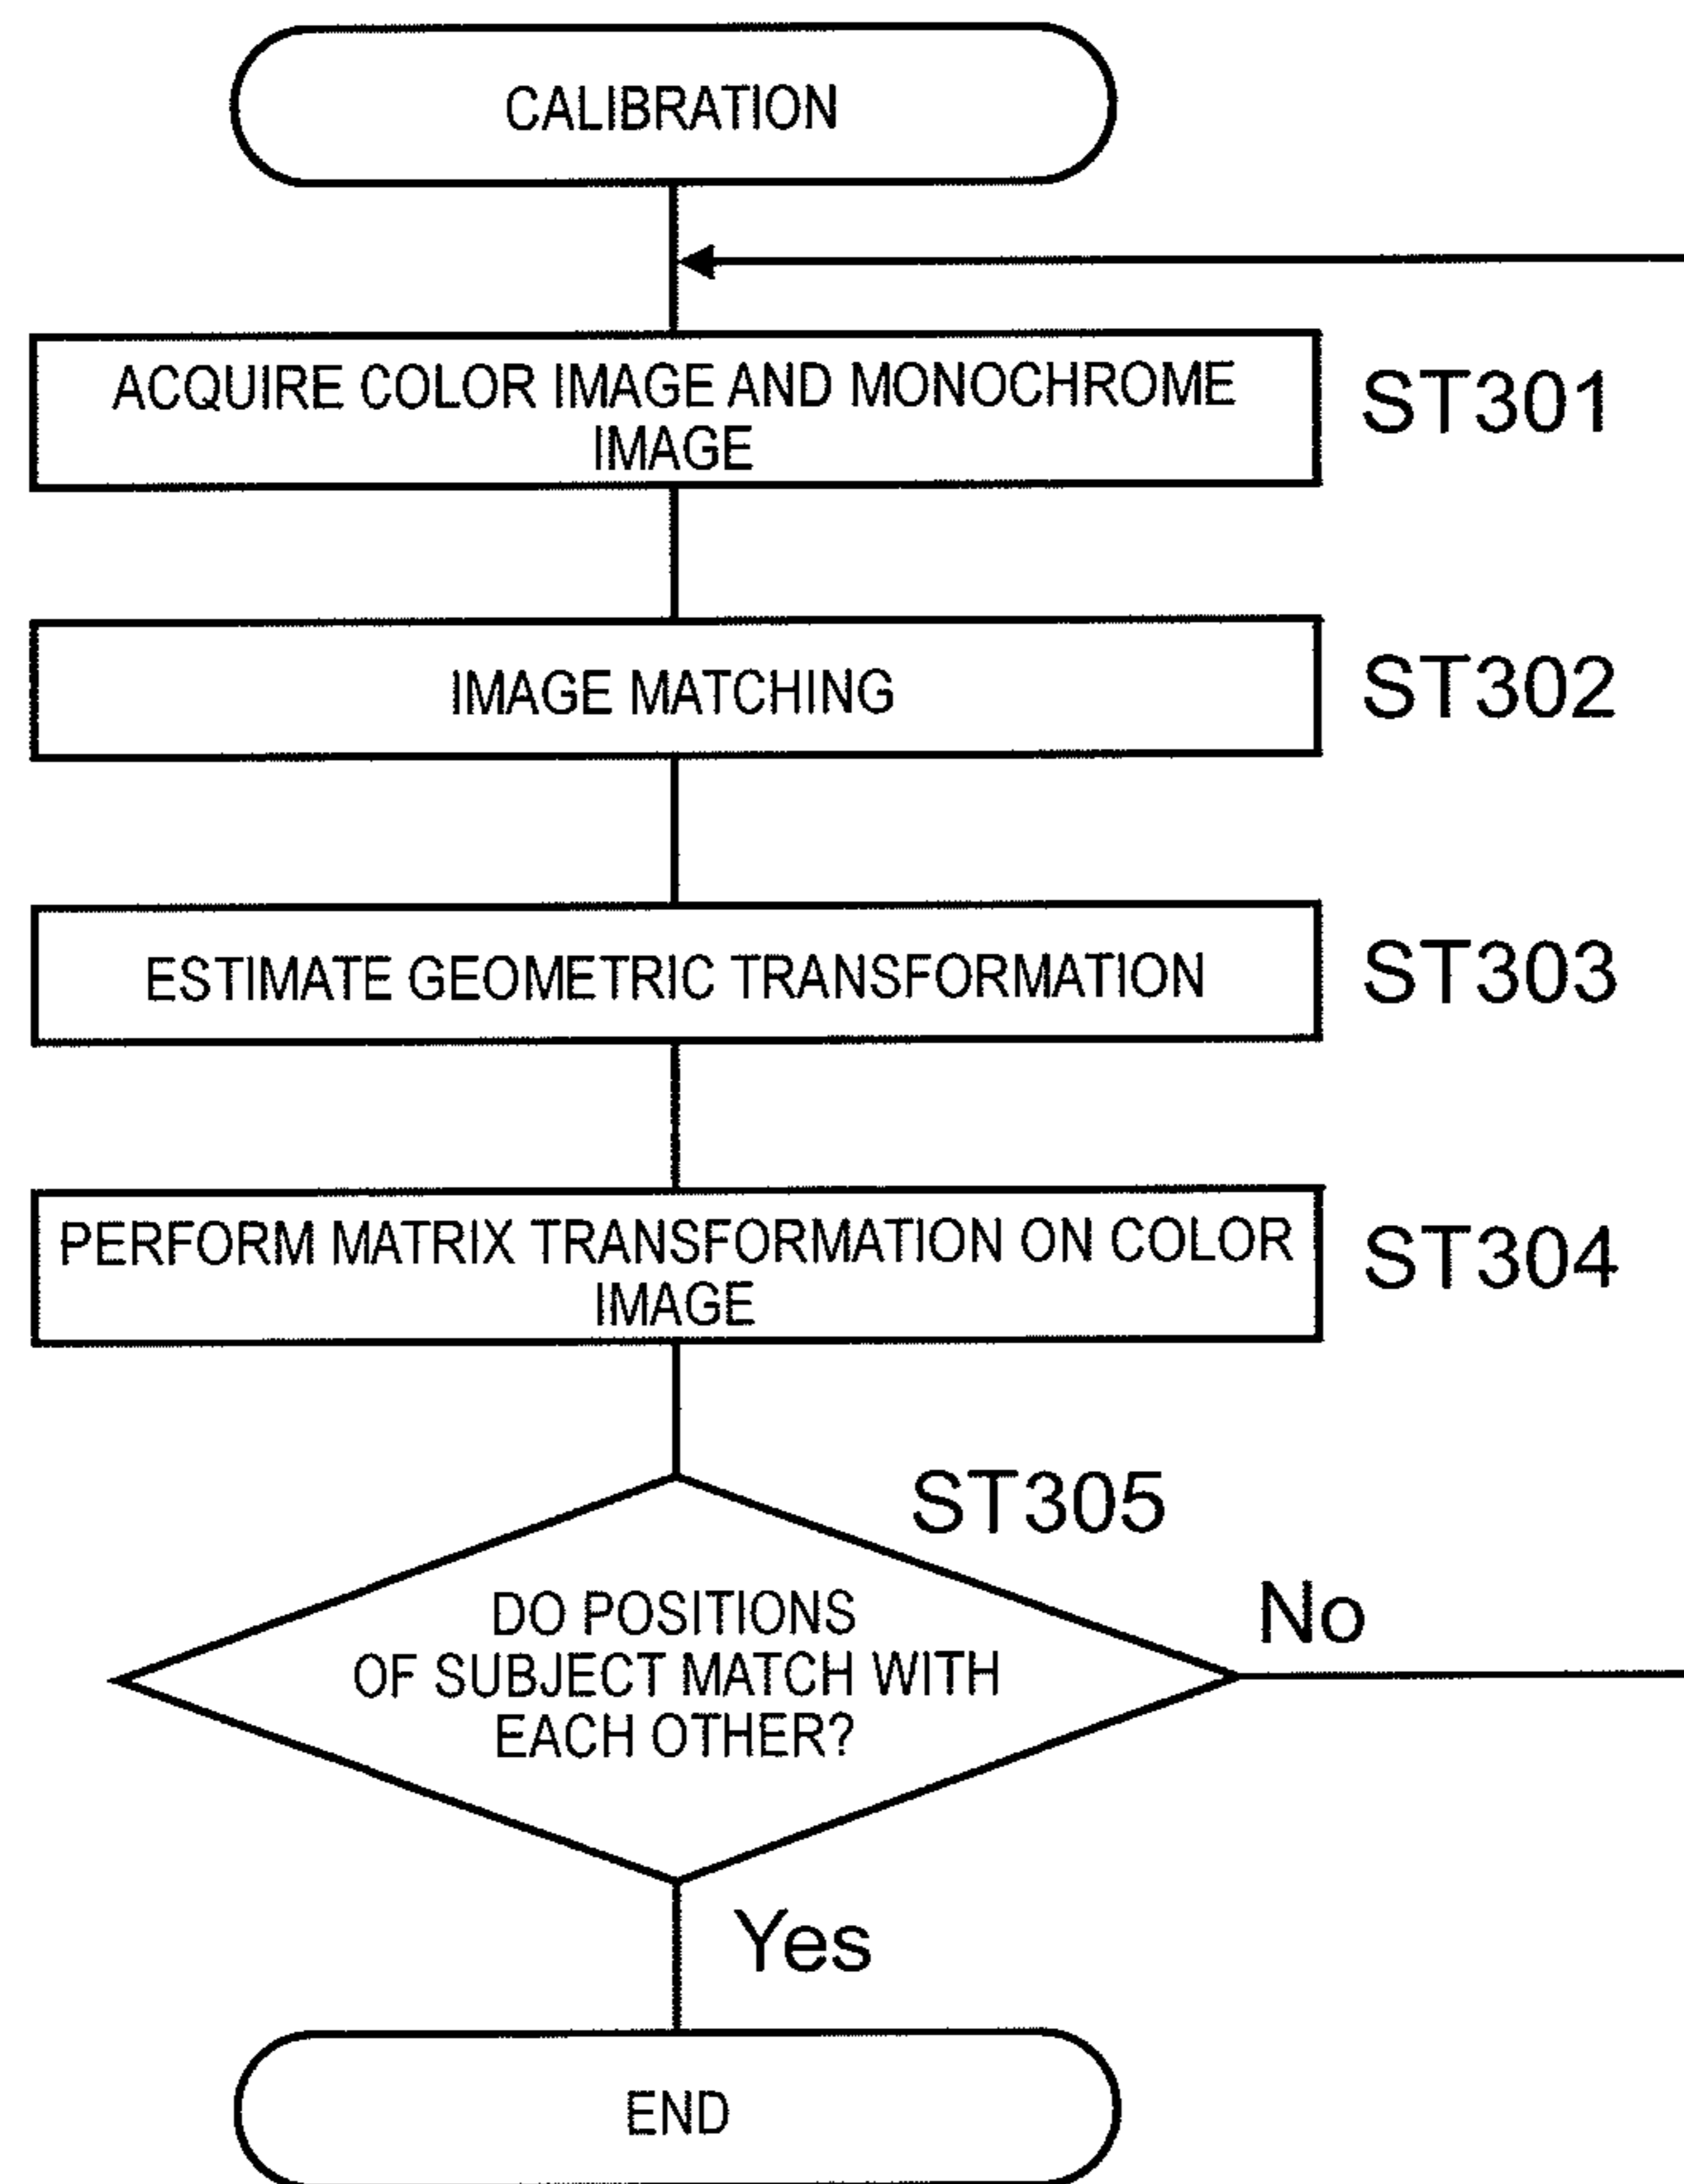 CALIBRATION
ACQUIRE COLOR IMAGE AND MONOCHROME
IMAGE
ST301
IMAGE MATCHING
ST302
ESTIMATE GEOMETRIC TRANSFORMATION
ST303
PERFORM MATRIX TRANSFORMATION ON COLOR
IMAGE
ST304
ST305
DO POSITIONS
OF SUBJECT MATCH WITH
EACH OTHER?
No
Yes
END